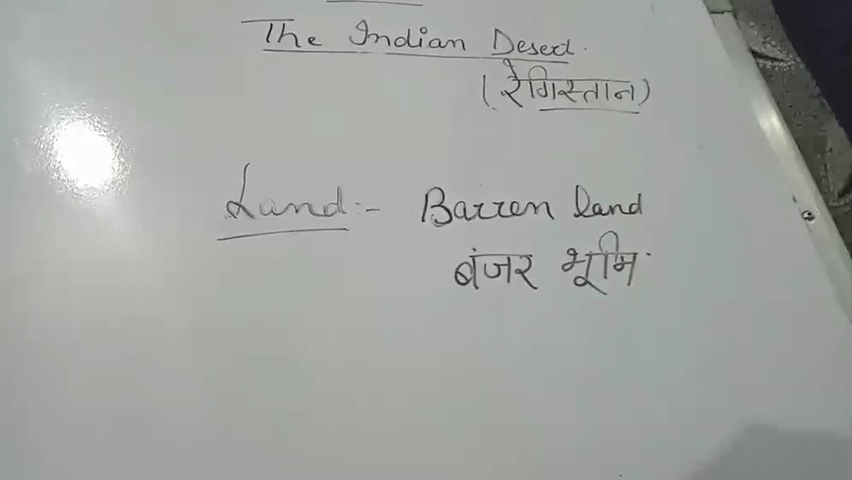 The Indian Desert.
(रेगिस्तान)
Land:- Barren land
बंजर भूमि